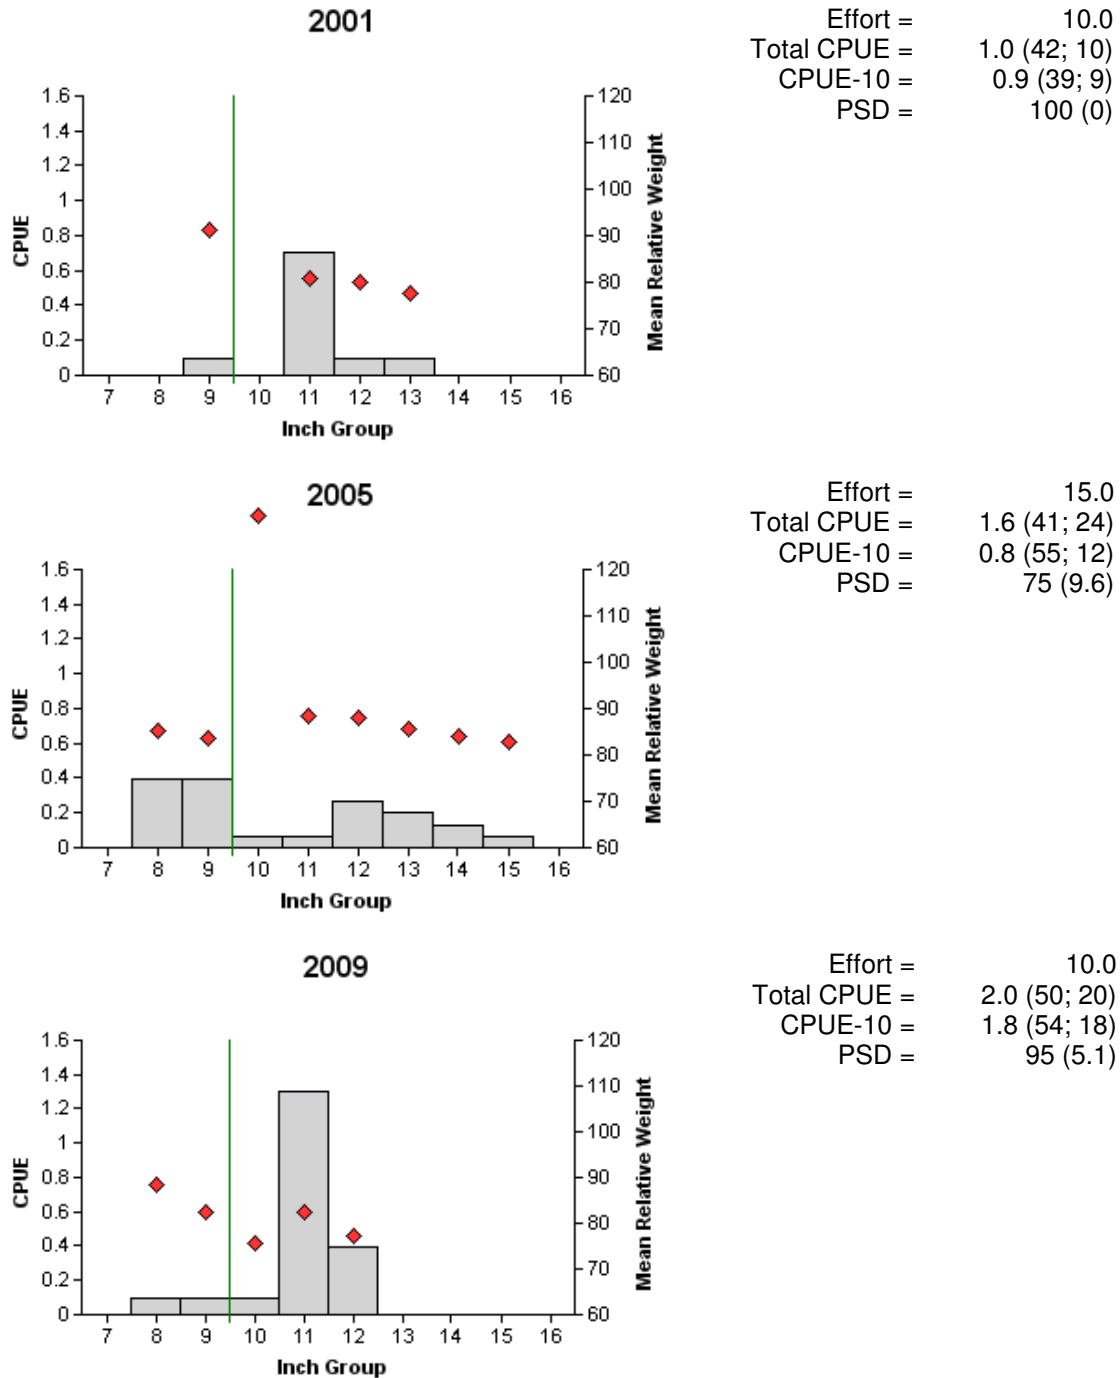 2001
Effort = 10.0
Total CPUE = 1.0 (42; 10)
CPUE-10 = 0.9 (39; 9)
PSD = 100 (0)
1.6
1.4
1.2
1
0.8
0.6
0.4
0.2
0
CPUE
120
110
100
90
80
70
60
Mean Relative Weight
7 8 9 10 11 12 13 14 15 16
Inch Group
2005
Effort = 15.0
Total CPUE = 1.6 (41; 24)
CPUE-10 = 0.8 (55; 12)
PSD = 75 (9.6)
1.6
1.4
1.2
1
0.8
0.6
0.4
0.2
0
CPUE
120
110
100
90
80
70
60
Mean Relative Weight
7 8 9 10 11 12 13 14 15 16
Inch Group
2009
Effort = 10.0
Total CPUE = 2.0 (50; 20)
CPUE-10 = 1.8 (54; 18)
PSD = 95 (5.1)
1.6
1.4
1.2
1
0.8
0.6
0.4
0.2
0
CPUE
120
110
100
90
80
70
60
Mean Relative Weight
7 8 9 10 11 12 13 14 15 16
Inch Group